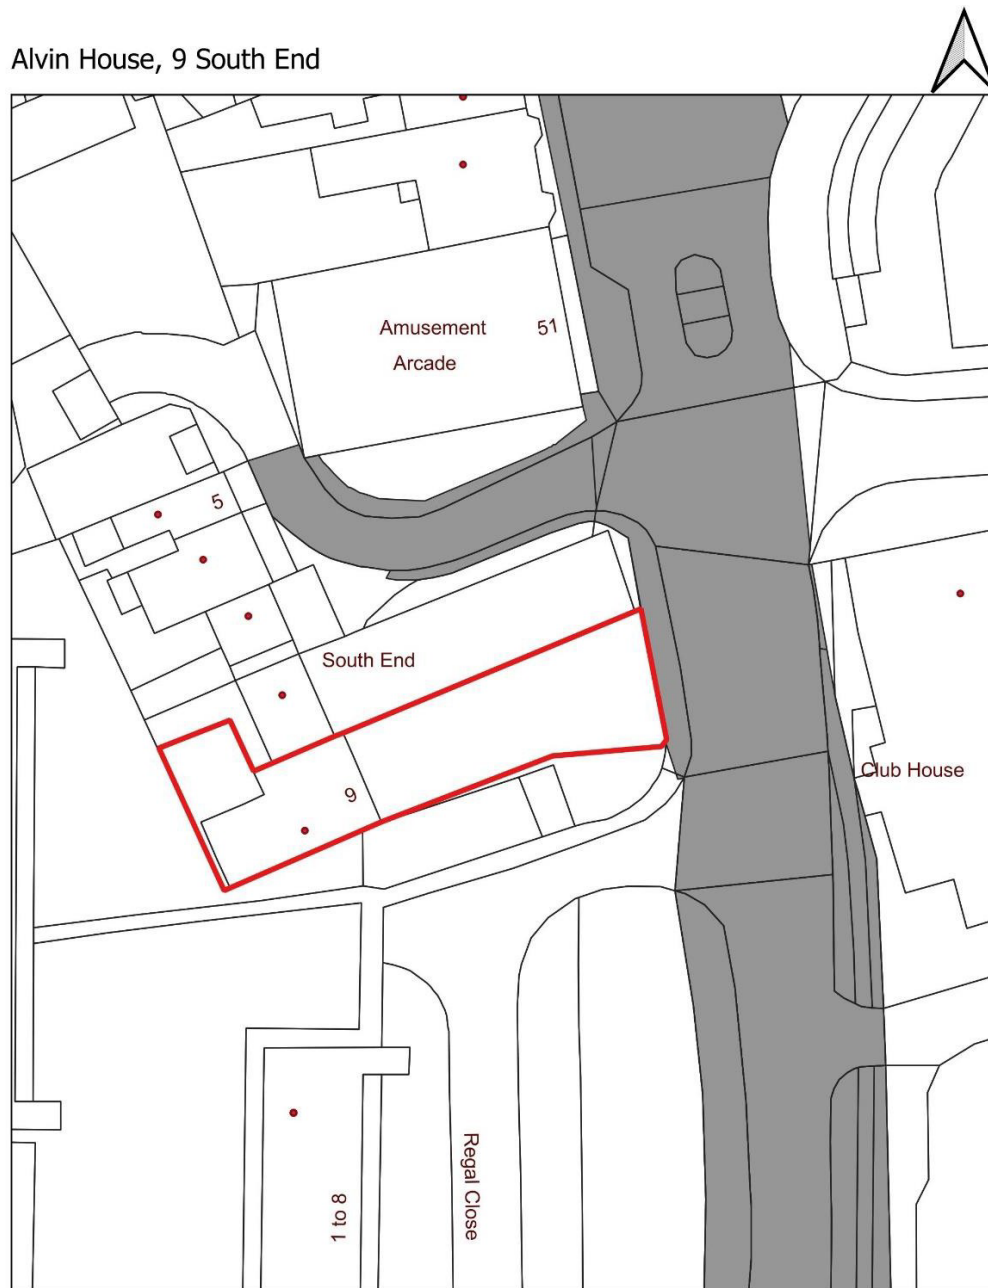 Alvin House, 9 South End
Amusement
Arcade
51
5
South End
9
Club House
Regal Close
1 to 8